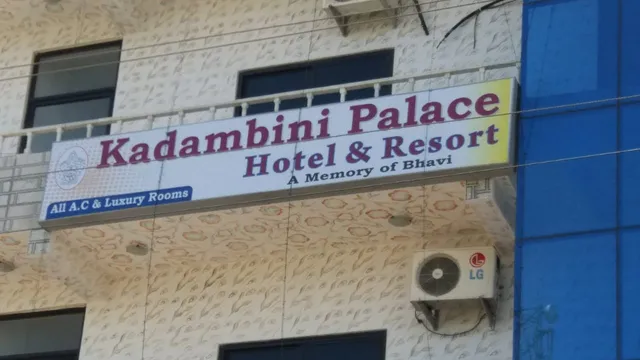 Kadambini Palace
Hotel & Resort
A Memory of Bhavi
All A.C & Luxury Rooms
LG